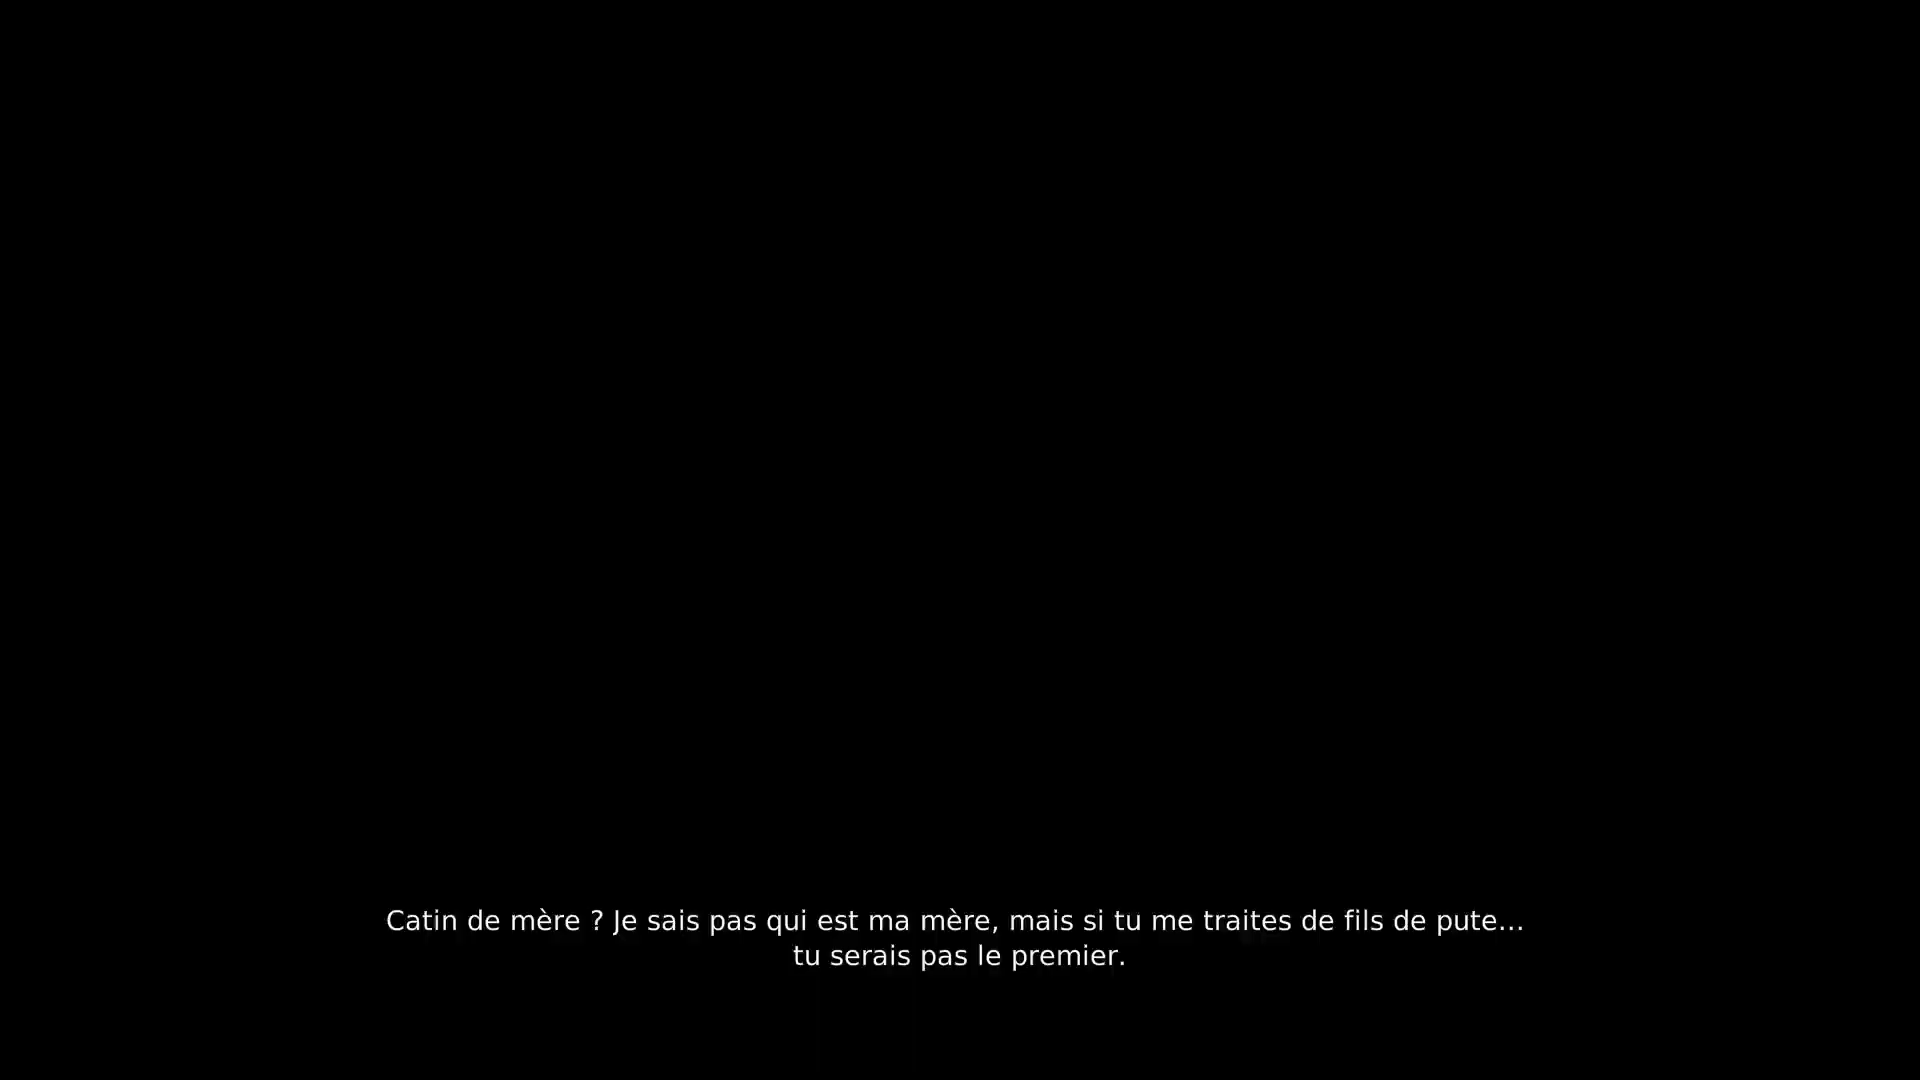 Catin de mère ? Je sais pas qui est ma mère, mais si tu me traites de fils de pute...
tu serais pas le premier.